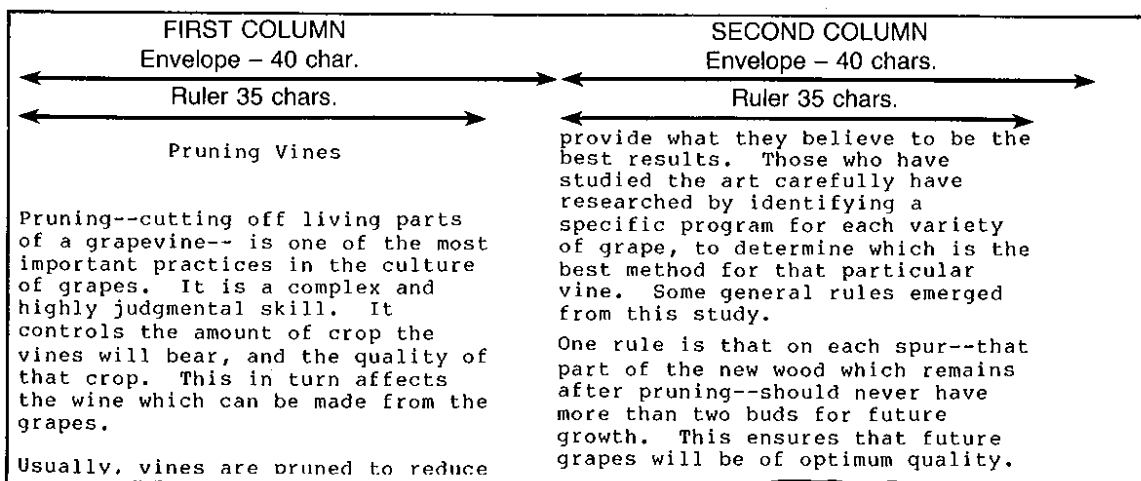 FIRST COLUMN
Envelope – 40 char.
Ruler 35 chars.
Pruning Vines
Pruning--cutting off living parts
of a grapevine-- is one of the most
important practices in the culture
of grapes.  It is a complex and
highly judgmental skill.  It
controls the amount of crop the
vines will bear, and the quality of
that crop.  This in turn affects
the wine which can be made from the
grapes.
Usually, vines are pruned to reduce
SECOND COLUMN
Envelope – 40 chars.
Ruler 35 chars.
provide what they believe to be the
best results.  Those who have
studied the art carefully have
researched by identifying a
specific program for each variety
of grape, to determine which is the
best method for that particular
vine.  Some general rules emerged
from this study.
One rule is that on each spur--that
part of the new wood which remains
after pruning--should never have
more than two buds for future
growth.  This ensures that future
grapes will be of optimum quality.